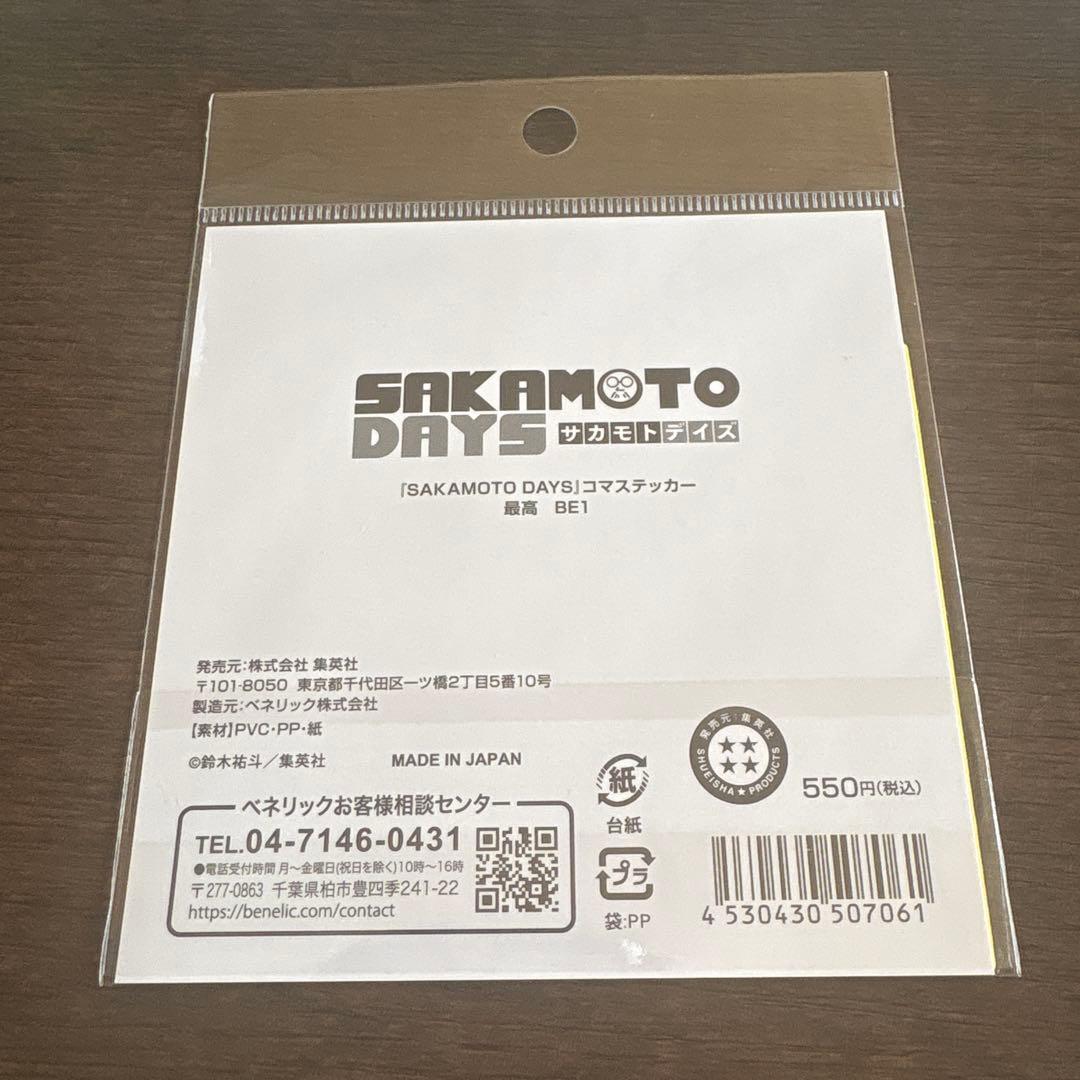 SAKAMOTO
DAYS サカモトデイズ
『SAKAMOTO DAYS』コマステッカー
最高 BE1
発売元：株式会社 集英社
〒101-8050 東京都千代田区一ツ橋2丁目5番10号
製造元：ベネリック株式会社
【素材】PVC・PP・紙
©鈴木祐斗／集英社 MADE IN JAPAN
紙
台紙
発売元：集英社
SHUEISHA★PRODUCTS
550円(税込)
ベネリックお客様相談センター
TEL.04-7146-0431
●電話受付時間 月～金曜日(祝日を除く)10時～16時
〒277-0863 千葉県柏市豊四季241-22
https://benelic.com/contact
プラ
袋:PP
4 530430 507061